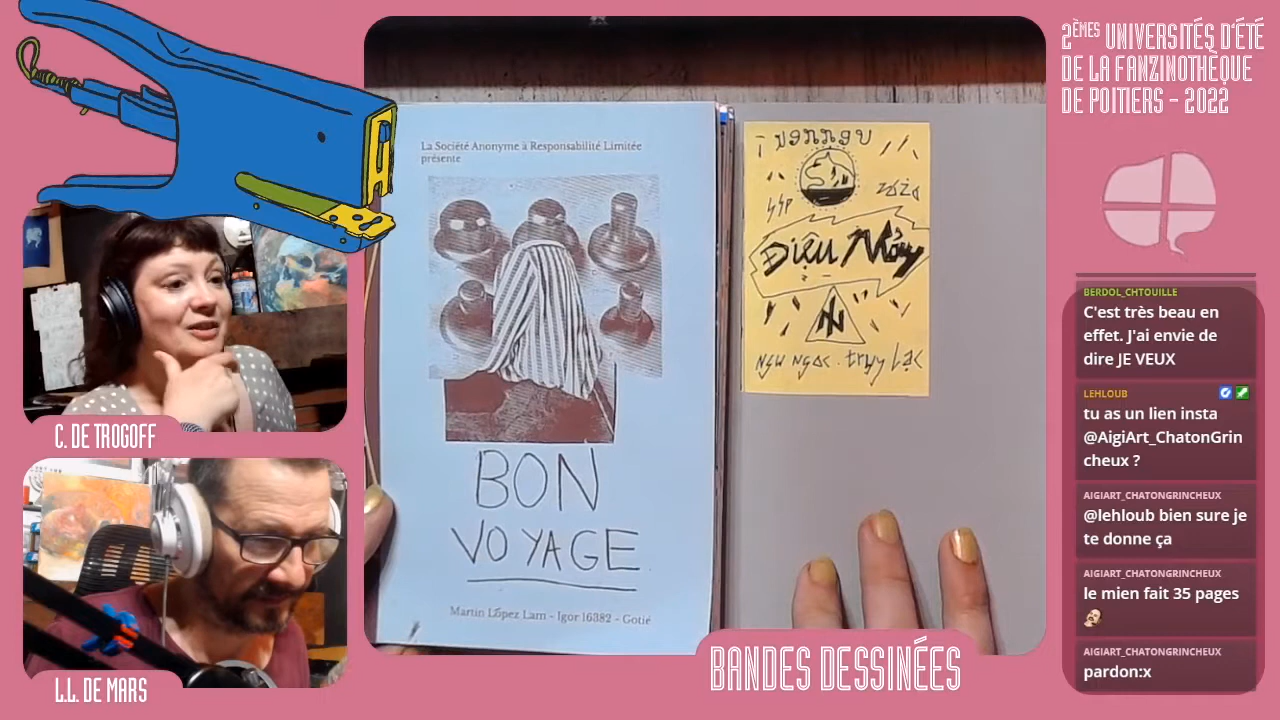 2ÈMES UNIVERSITÉS D'ÉTÉ
DE LA FANZINOTHÈQUE
DE POITIERS - 2022
La Société Anonyme à Responsabilité Limitée
présente
BON
VOYAGE
Martin López Lam - Igor 16382 - Gotié
Điệu
truy Lạc
C. DE TROGOFF
L.L. DE MARS
BANDES DESSINÉES
BERDOL_CHTOUILLE
C'est très beau en
effet. J'ai envie de
dire JE VEUX
LEHLOUB
tu as un lien insta
@AigiArt_ChatonGrin
cheux ?
AIGIART_CHATONGRINCHEUX
@lehloub bien sure je
te donne ça
AIGIART_CHATONGRINCHEUX
le mien fait 35 pages
AIGIART_CHATONGRINCHEUX
pardon:x